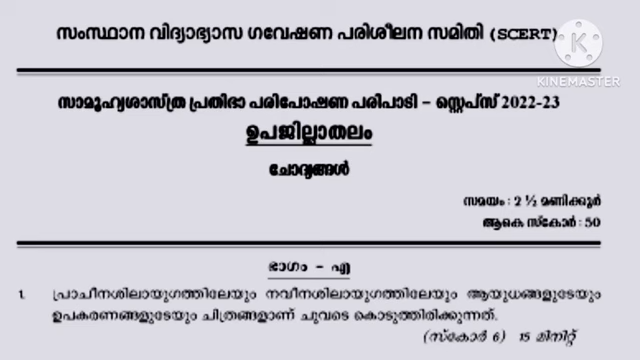 സംസ്ഥാന വിദ്യാഭ്യാസ ഗവേഷണ പരിശീലന സമിതി (SCERT)
K
KINEMASTER
സാമൂഹ്യശാസ്ത്ര പ്രതിഭാ പരിപോഷണ പരിപാടി – സ്റ്റെപ്സ് 2022-23
ഉപജില്ലാതലം
ചോദ്യങ്ങൾ
സമയം : 2 ½ മണിക്കൂർ
ആകെ സ്കോർ : 50
ഭാഗം - എ
1. പ്രാചീനശിലായുഗത്തിലേയും നവീനശിലായുഗത്തിലേയും ആയുധങ്ങളുടേയും
ഉപകരണങ്ങളുടേയും ചിത്രങ്ങളാണ് ചുവടെ കൊടുത്തിരിക്കുന്നത്.
(സ്കോർ 6) 15 മിനിറ്റ്